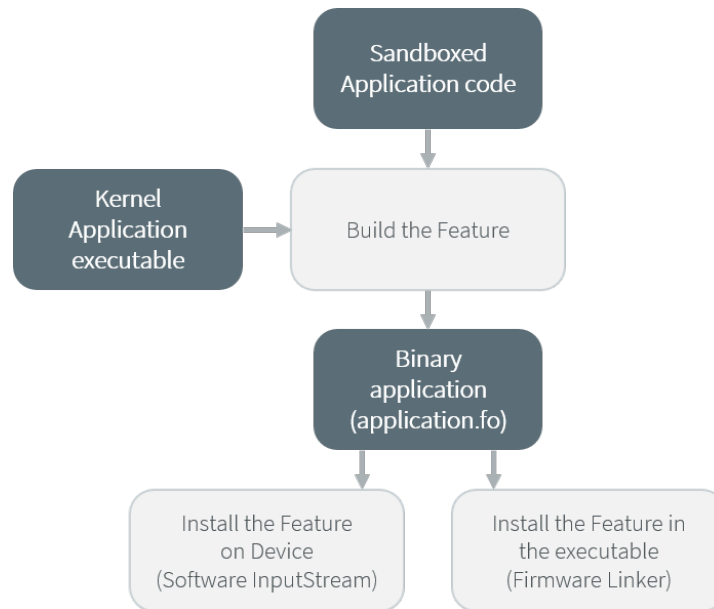 Sandboxed
Application code
Kernel
Application
executable
Build the Feature
Binary
application
(application.fo)
Install the Feature
on Device
(Software InputStream)
Install the Feature in
the executable
(Firmware Linker)